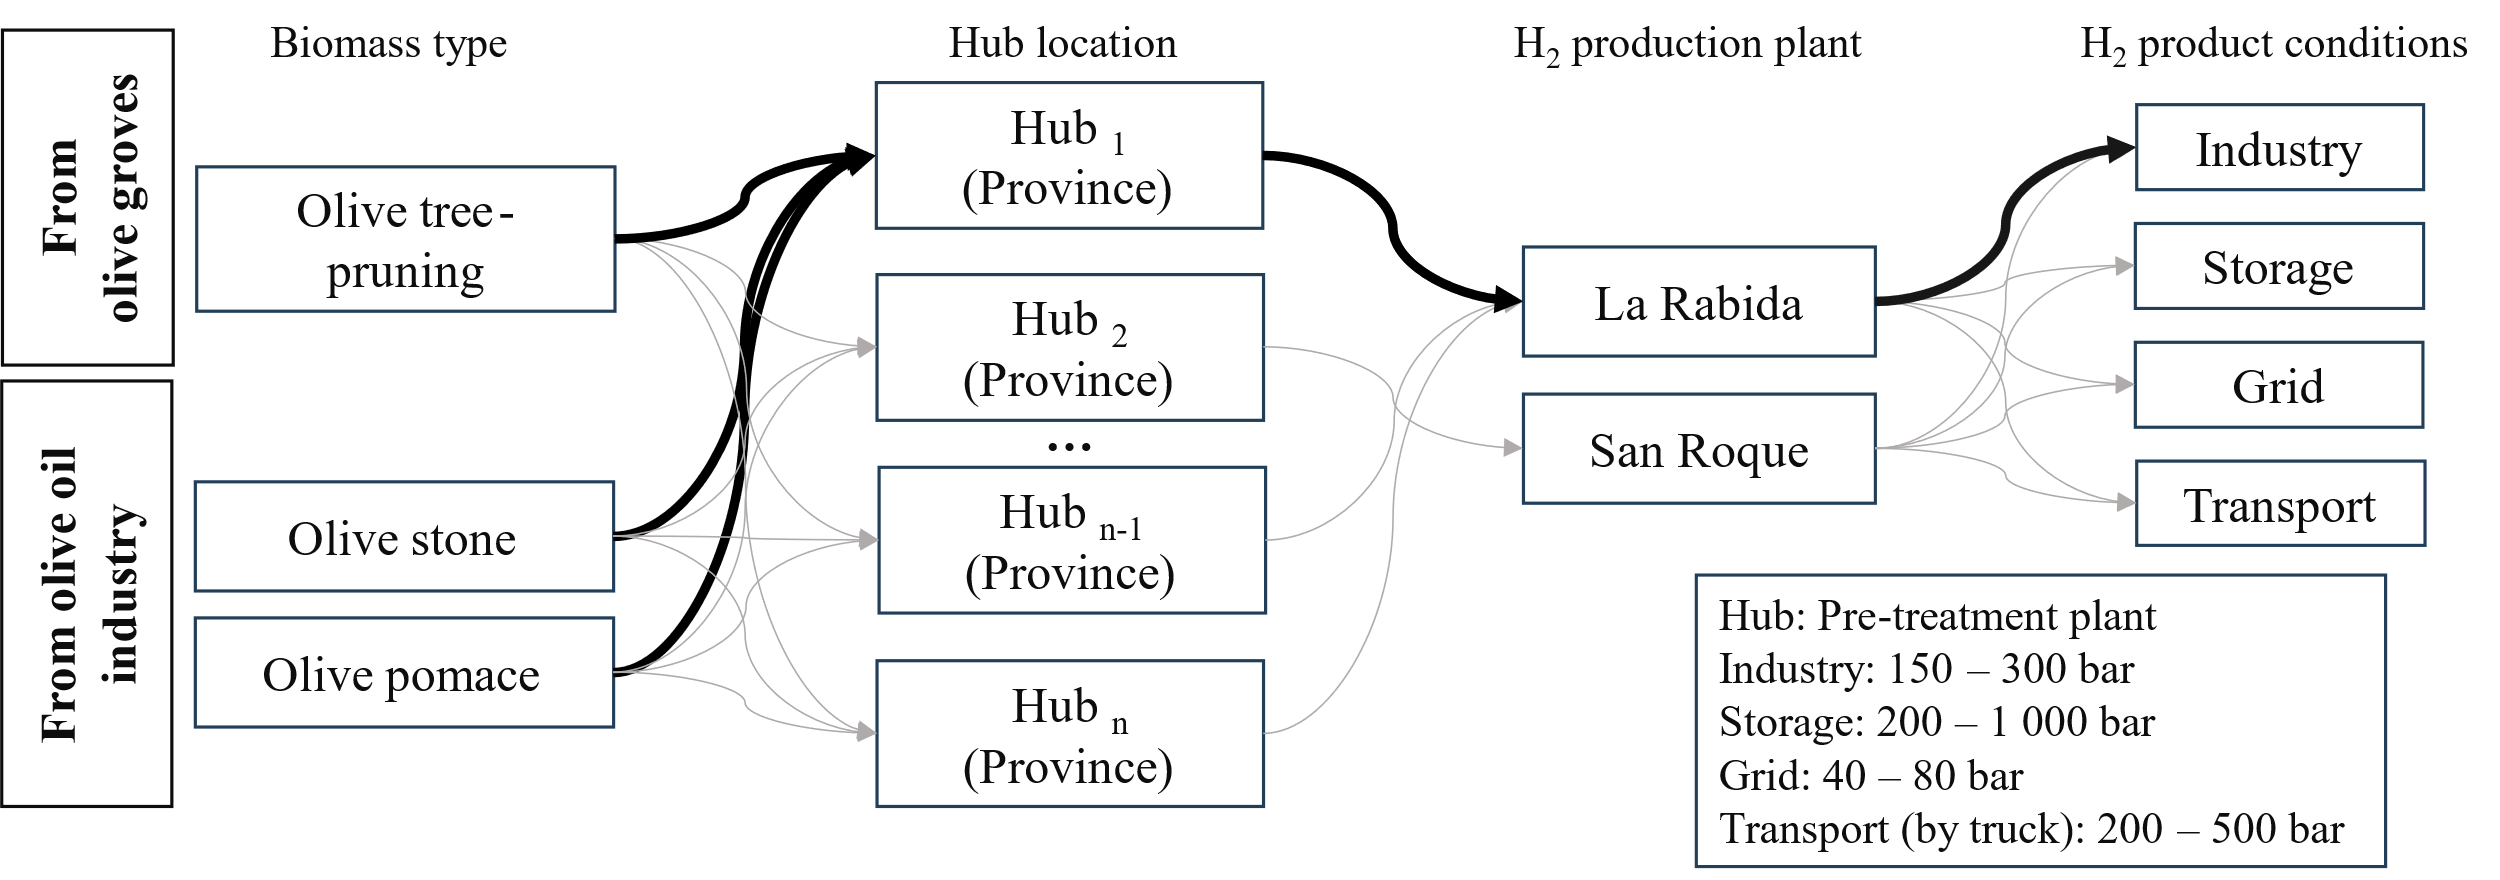 Biomass type
Hub location
H2 production plant
H2 product conditions
From
olive groves
From olive oil
industry
Olive tree-
pruning
Olive stone
Olive pomace
Hub 1
(Province)
Hub 2
(Province)
...
Hub n-1
(Province)
Hub n
(Province)
La Rabida
San Roque
Industry
Storage
Grid
Transport
Hub: Pre-treatment plant
Industry: 150 – 300 bar
Storage: 200 – 1 000 bar
Grid: 40 – 80 bar
Transport (by truck): 200 – 500 bar